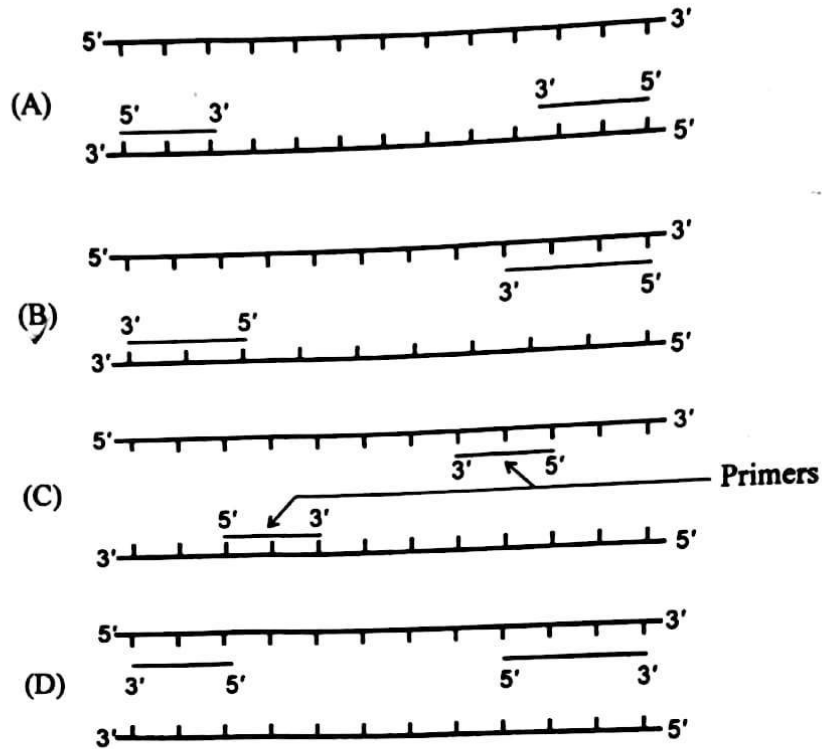 5′ 3′
(A)
5′ 3′ 3′ 5′
3′ 5′
5′ 3′
3′ 5′
(B)
3′ 5′
3′ 5′
5′ 3′
3′ 5′
Primers
(C)
5′ 3′
3′ 5′
5′ 3′
3′ 5′ 5′ 3′
(D)
3′ 5′